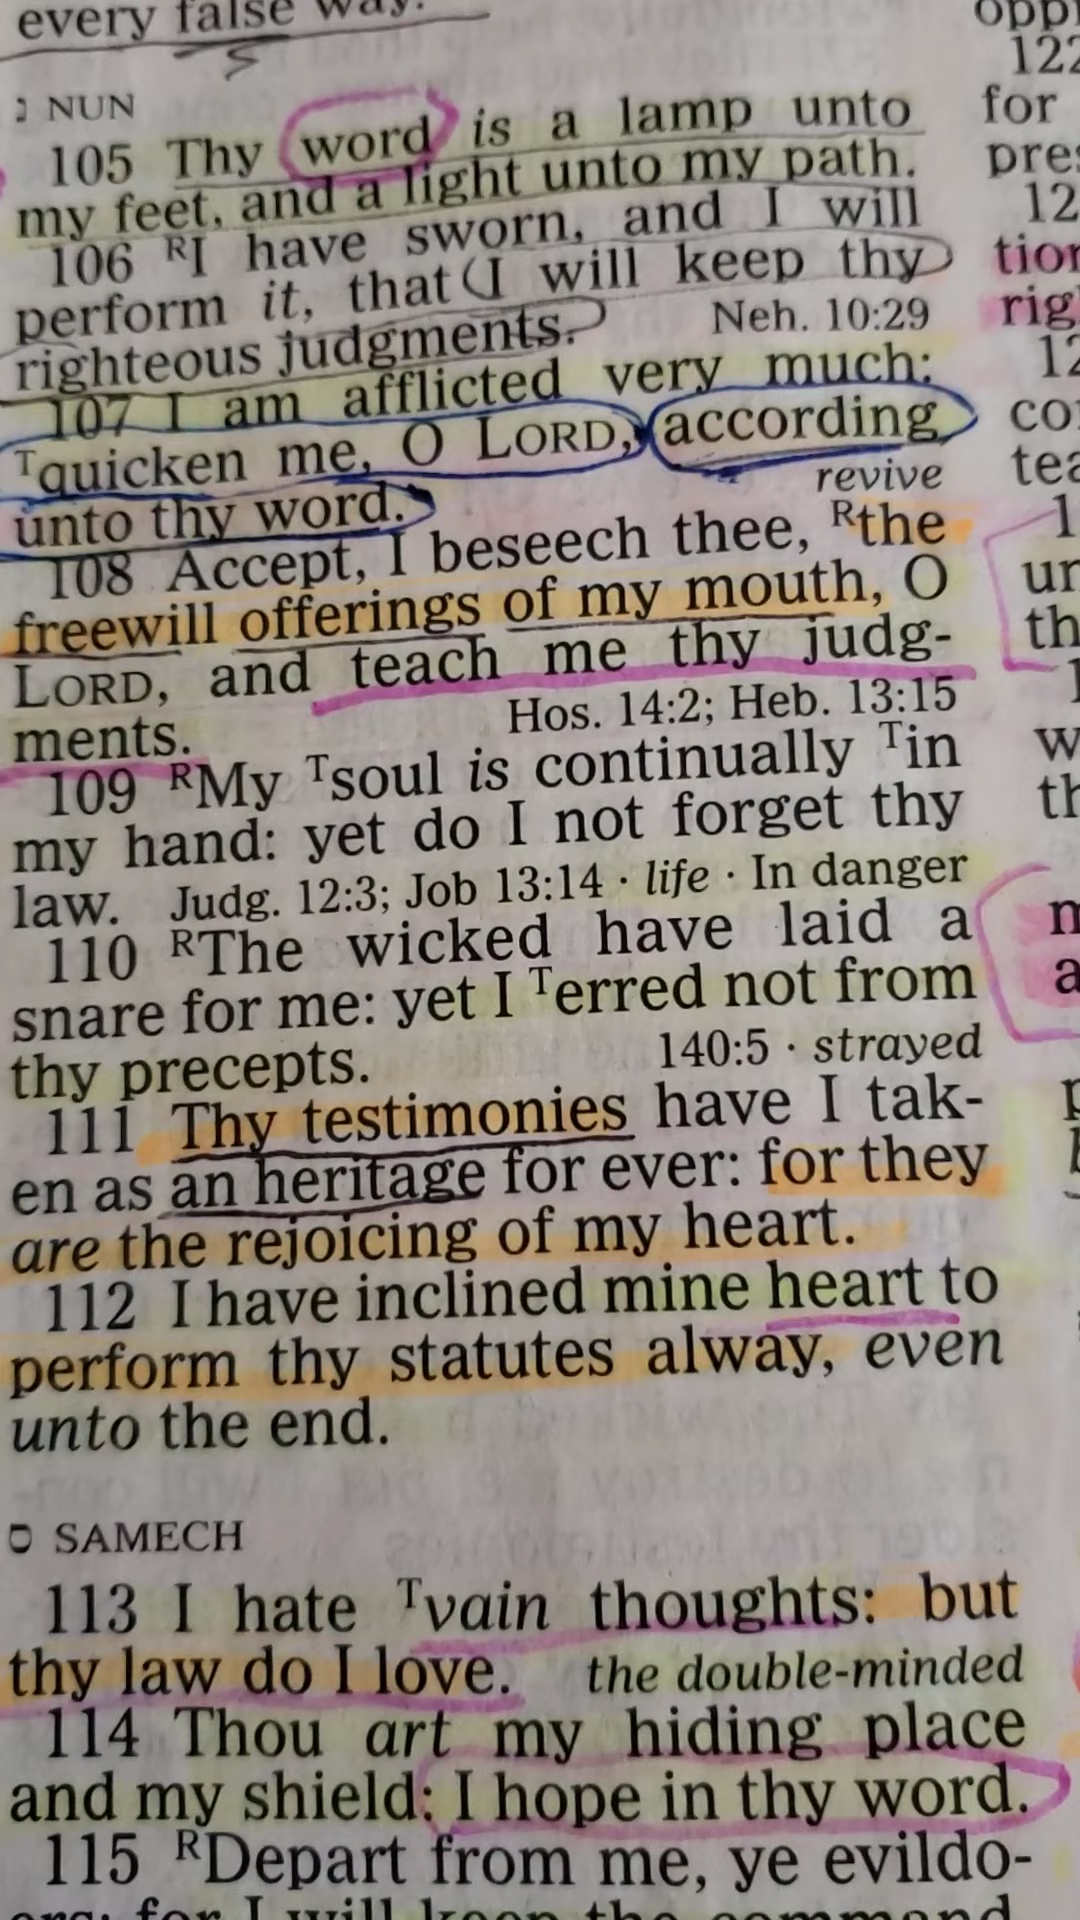 every false way.
נ NUN
105 Thy word is a lamp unto
my feet, and a light unto my path.
106 RI have sworn, and I will
perform it, that I will keep thy
righteous judgments. Neh. 10:29
107 I am afflicted very much:
Tquicken me, O LORD, according
unto thy word. revive
108 Accept, I beseech thee, Rthe
freewill offerings of my mouth, O
LORD, and teach me thy judg-
ments. Hos. 14:2; Heb. 13:15
109 RMy Tsoul is continually Tin
my hand: yet do I not forget thy
law. Judg. 12:3; Job 13:14 · life · In danger
110 RThe wicked have laid a
snare for me: yet I Terred not from
thy precepts. 140:5 · strayed
111 Thy testimonies have I tak-
en as an heritage for ever: for they
are the rejoicing of my heart.
112 I have inclined mine heart to
perform thy statutes alway, even
unto the end.
ס SAMECH
113 I hate Tvain thoughts: but
thy law do I love. the double-minded
114 Thou art my hiding place
and my shield: I hope in thy word.
115 RDepart from me, ye evildo-
ers: for I will keep the command
122
for